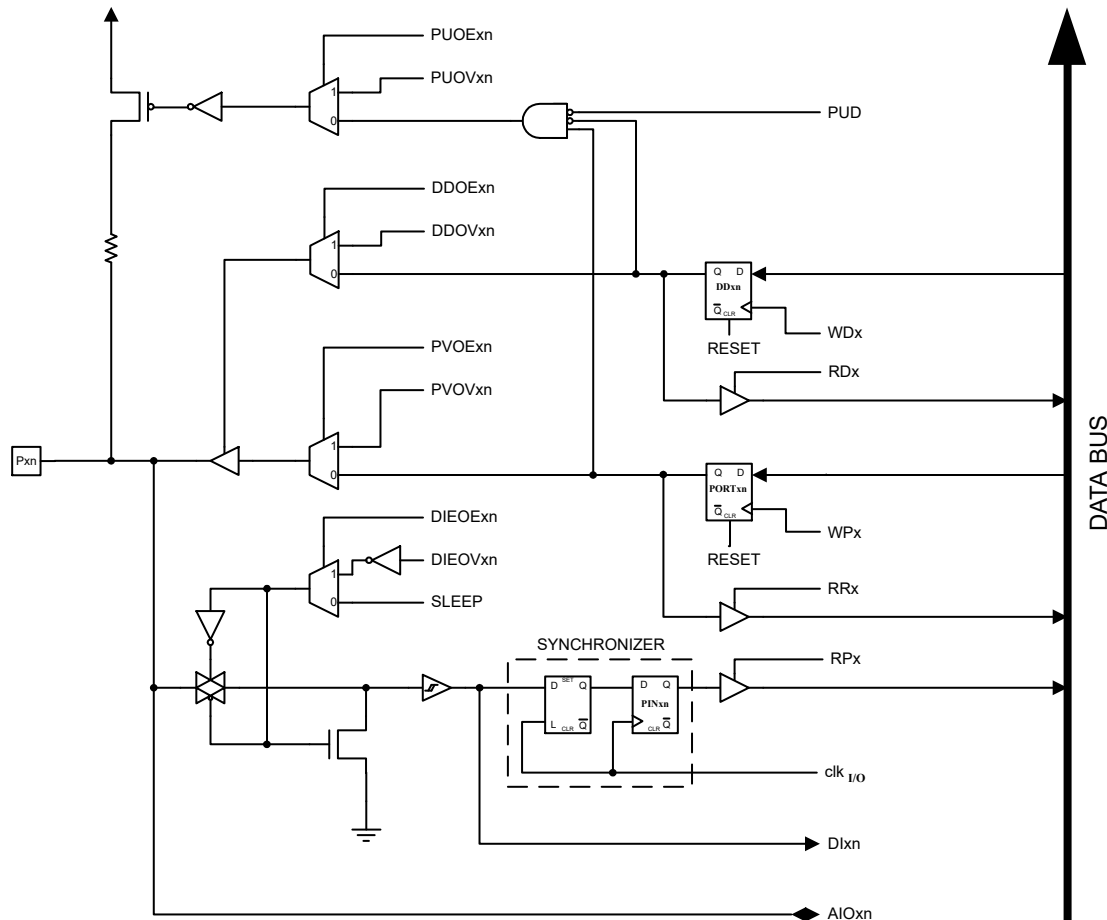 PUOExn
PUOVxn
1
0
PUD
DDOExn
DDOVxn
1
0
Q D
DDxn
Q CLR
WDx
RESET
RDx
PVOExn
PVOVxn
1
0
Pxn
Q D
PORTxn
Q CLR
WPx
RESET
DIEOExn
DIEOVxn
1
0
SLEEP
RRx
SYNCHRONIZER
RPx
D SET Q
L CLR Q
D Q
PINxn
CLR Q
clk I/O
DIxn
AIOxn
DATA BUS